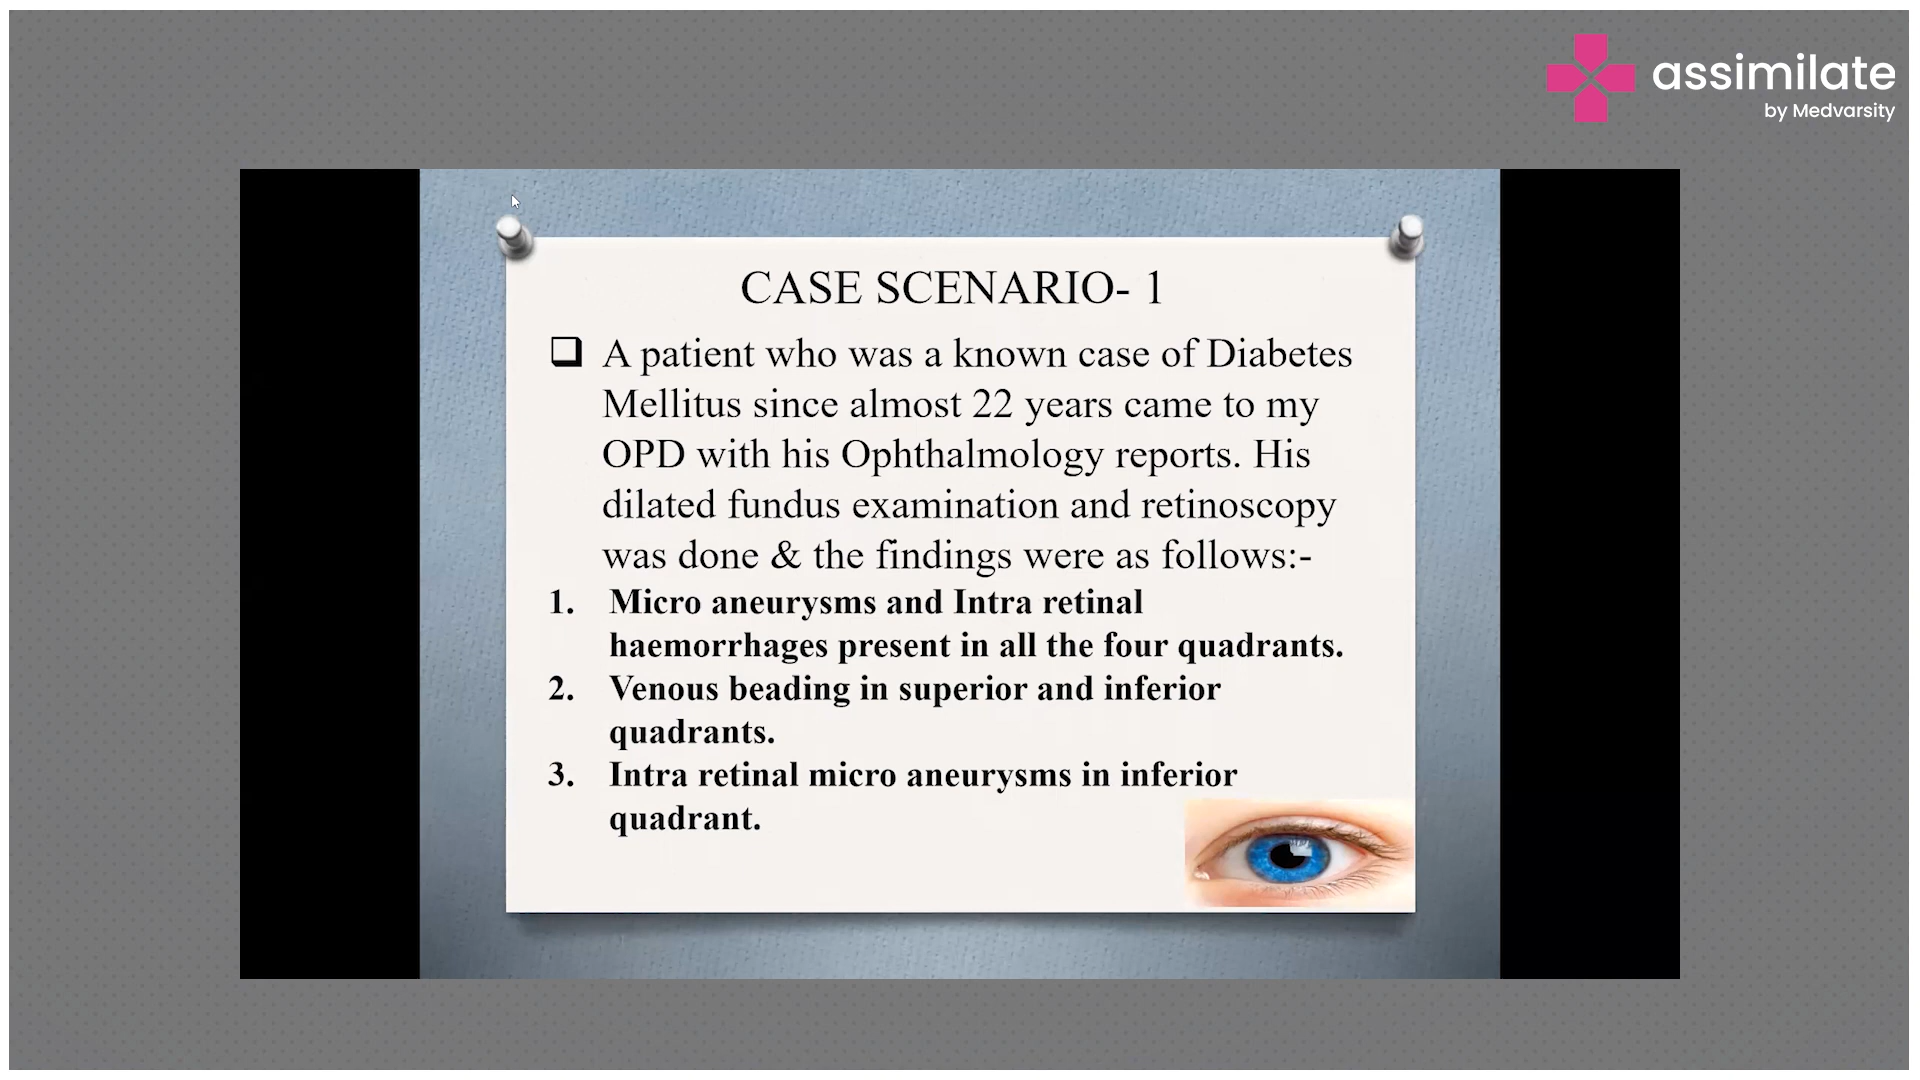 assimilate
by Medvarsity
CASE SCENARIO- 1
A patient who was a known case of Diabetes
Mellitus since almost 22 years came to my
OPD with his Ophthalmology reports. His
dilated fundus examination and retinoscopy
was done & the findings were as follows:-
1. Micro aneurysms and Intra retinal
haemorrhages present in all the four quadrants.
2. Venous beading in superior and inferior
quadrants.
3. Intra retinal micro aneurysms in inferior
quadrant.